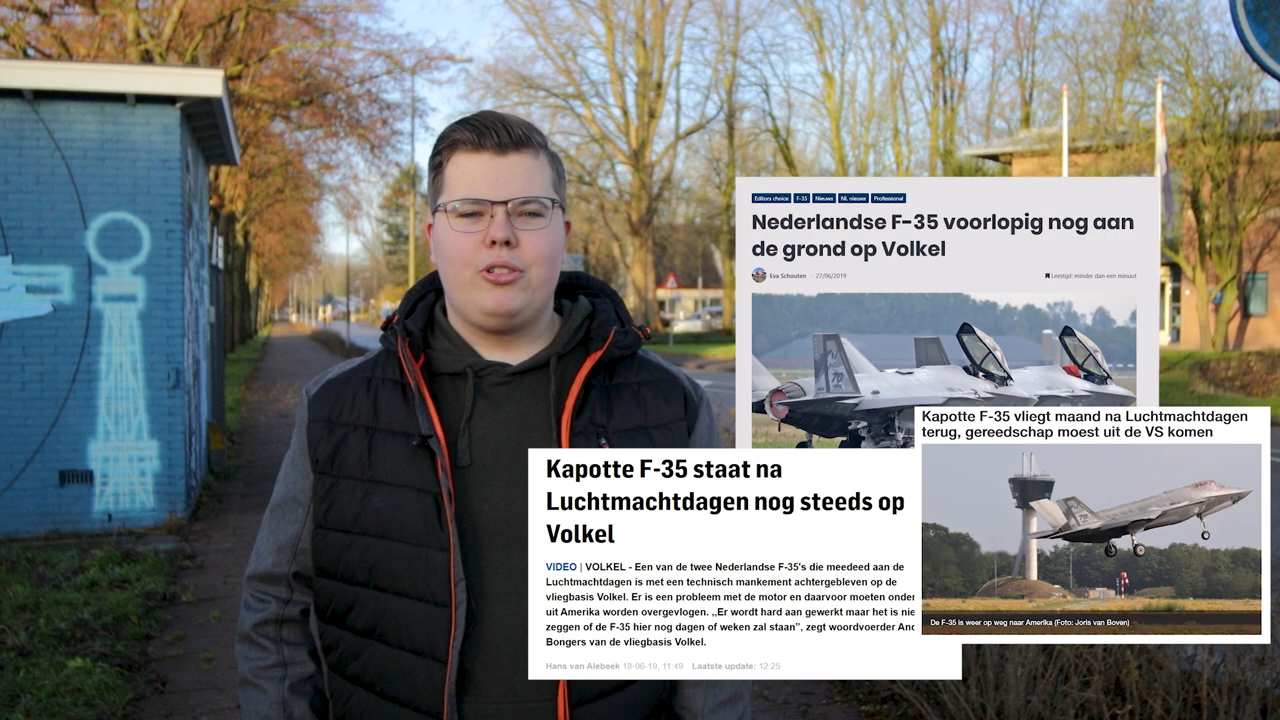 Editors choice F-35 Nieuws NL nieuws Professional
Nederlandse F-35 voorlopig nog aan
de grond op Volkel
Eva Schouten 27/06/2019 Leestijd: minder dan een minuut
Kapotte F-35 vliegt maand na Luchtmachtdagen
terug, gereedschap moest uit de VS komen
De F-35 is weer op weg naar Amerika (Foto: Joris van Boven)
Kapotte F-35 staat na
Luchtmachtdagen nog steeds op
Volkel
VIDEO | VOLKEL - Een van de twee Nederlandse F-35's die meedeed aan de
Luchtmachtdagen is met een technisch mankement achtergebleven op de
vliegbasis Volkel. Er is een probleem met de motor en daarvoor moeten onder
uit Amerika worden overgevlogen. „Er wordt hard aan gewerkt maar het is nie
zeggen of de F-35 hier nog dagen of weken zal staan”, zegt woordvoerder
Bongers van de vliegbasis Volkel.
Hans van Alebeek 18-06-19, 11:49 Laatste update: 12:25